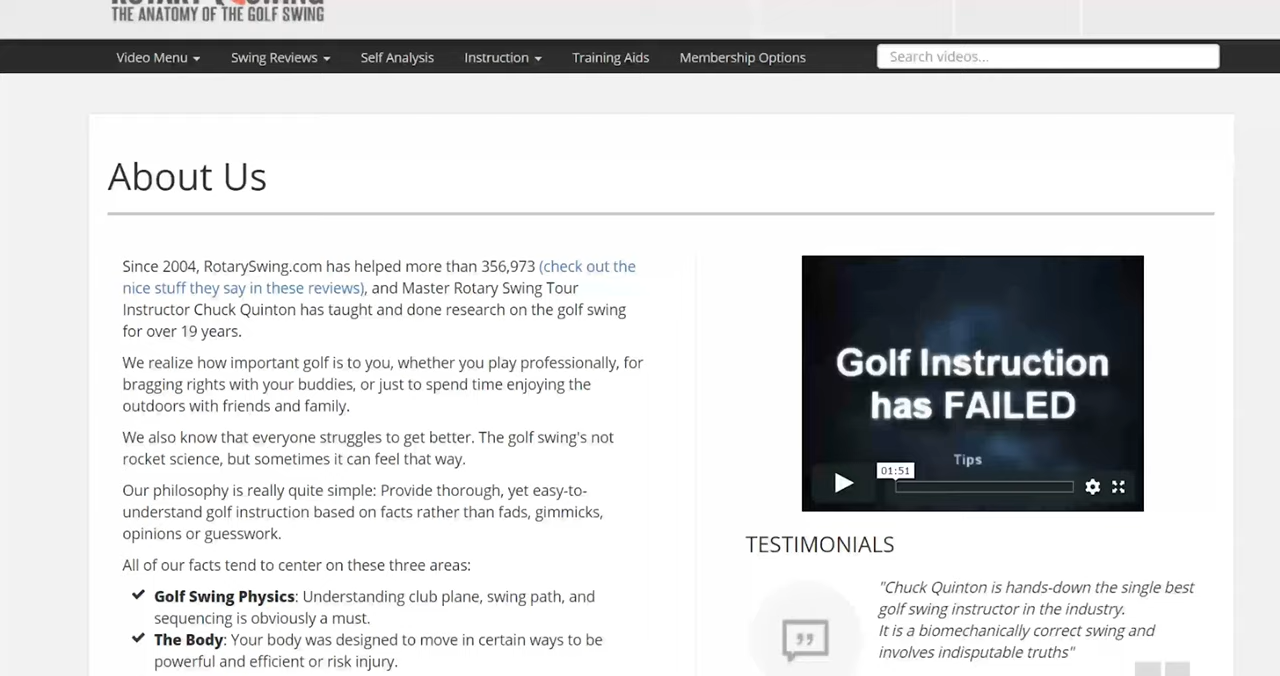 THE ANATOMY OF THE GOLF SWING
Video Menu Swing Reviews Self Analysis Instruction Training Aids Membership Options Search videos...
About Us
Since 2004, RotarySwing.com has helped more than 356,973 (check out the
nice stuff they say in these reviews), and Master Rotary Swing Tour
Instructor Chuck Quinton has taught and done research on the golf swing
for over 19 years.
We realize how important golf is to you, whether you play professionally, for
bragging rights with your buddies, or just to spend time enjoying the
outdoors with friends and family.
We also know that everyone struggles to get better. The golf swing's not
rocket science, but sometimes it can feel that way.
Our philosophy is really quite simple: Provide thorough, yet easy-to-
understand golf instruction based on facts rather than fads, gimmicks,
opinions or guesswork.
All of our facts tend to center on these three areas:
Golf Swing Physics: Understanding club plane, swing path, and
sequencing is obviously a must.
The Body: Your body was designed to move in certain ways to be
powerful and efficient or risk injury.
Golf Instruction
has FAILED
Tips
01:51
TESTIMONIALS
"Chuck Quinton is hands-down the single best
golf swing instructor in the industry.
It is a biomechanically correct swing and
involves indisputable truths"